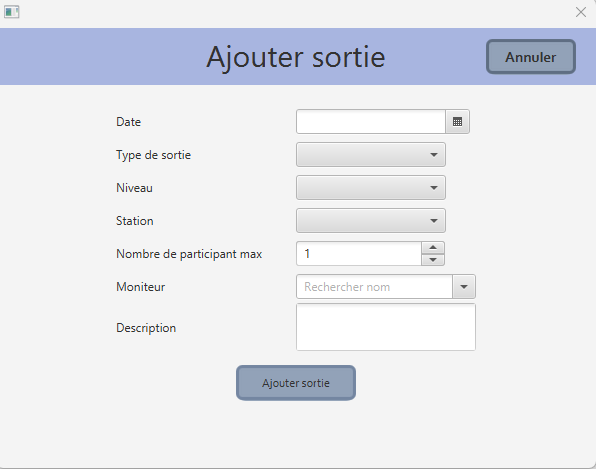 Ajouter sortie
Annuler
Date
Type de sortie
Niveau
Station
Nombre de participant max
1
Moniteur
Rechercher nom
Description
Ajouter sortie